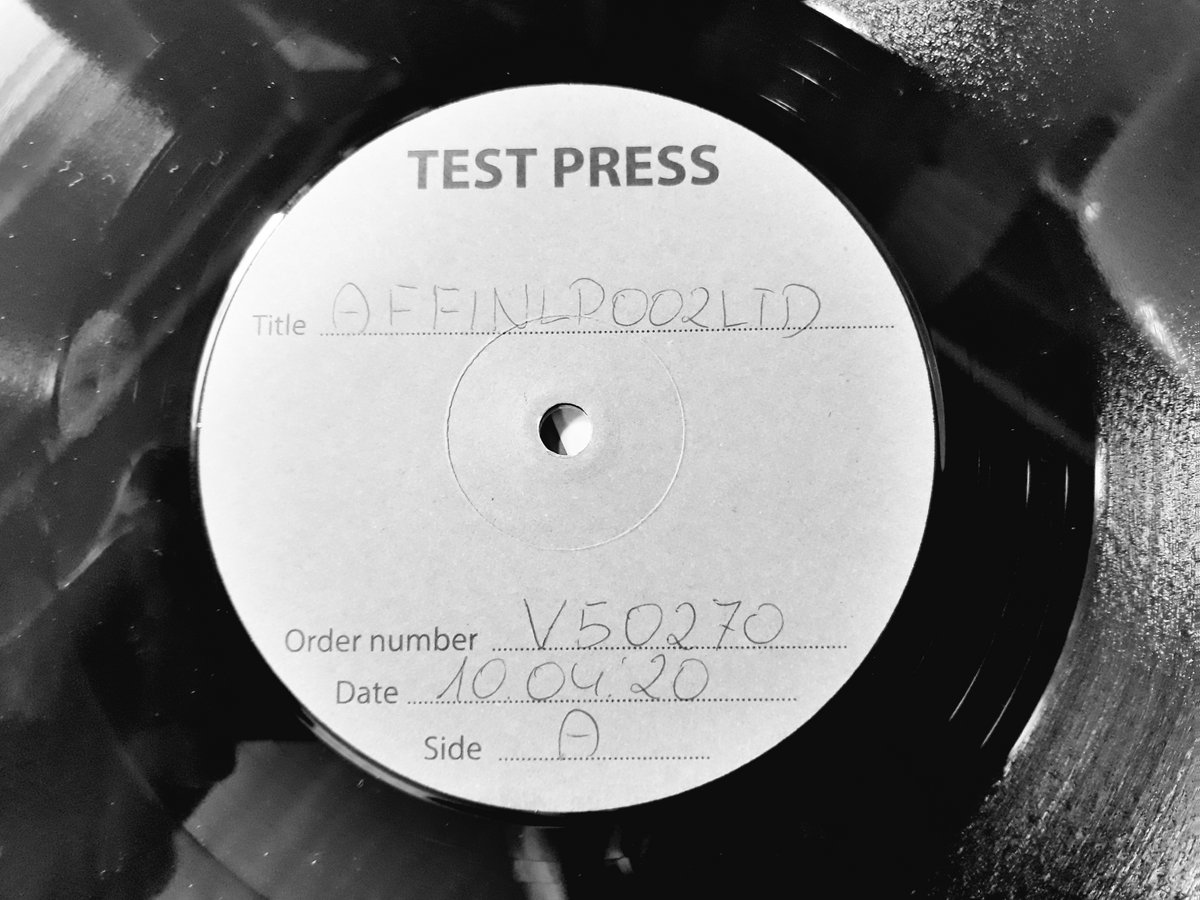 TEST PRESS
Title AFFINLP002LTD
Order number V50270
Date 10.04.20
Side A